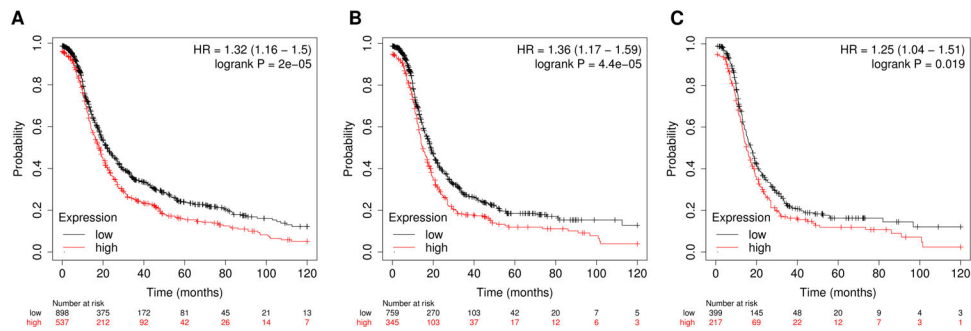 A
HR = 1.32 (1.16 − 1.5)
logrank P = 2e−05
Probability
1.0
0.8
0.6
0.4
0.2
0.0
Expression
low
high
0 20 40 60 80 100 120
Time (months)
Number at risk
low 898 375 172 81 45 21 13
high 537 212 92 42 26 14 7
B
HR = 1.36 (1.17 − 1.59)
logrank P = 4.4e−05
Probability
1.0
0.8
0.6
0.4
0.2
0.0
Expression
low
high
0 20 40 60 80 100 120
Time (months)
Number at risk
low 759 270 103 42 20 7 5
high 345 103 37 17 12 6 3
C
HR = 1.25 (1.04 − 1.51)
logrank P = 0.019
Probability
1.0
0.8
0.6
0.4
0.2
0.0
Expression
low
high
0 20 40 60 80 100 120
Time (months)
Number at risk
low 399 145 48 20 9 4 3
high 217 69 22 12 7 3 1